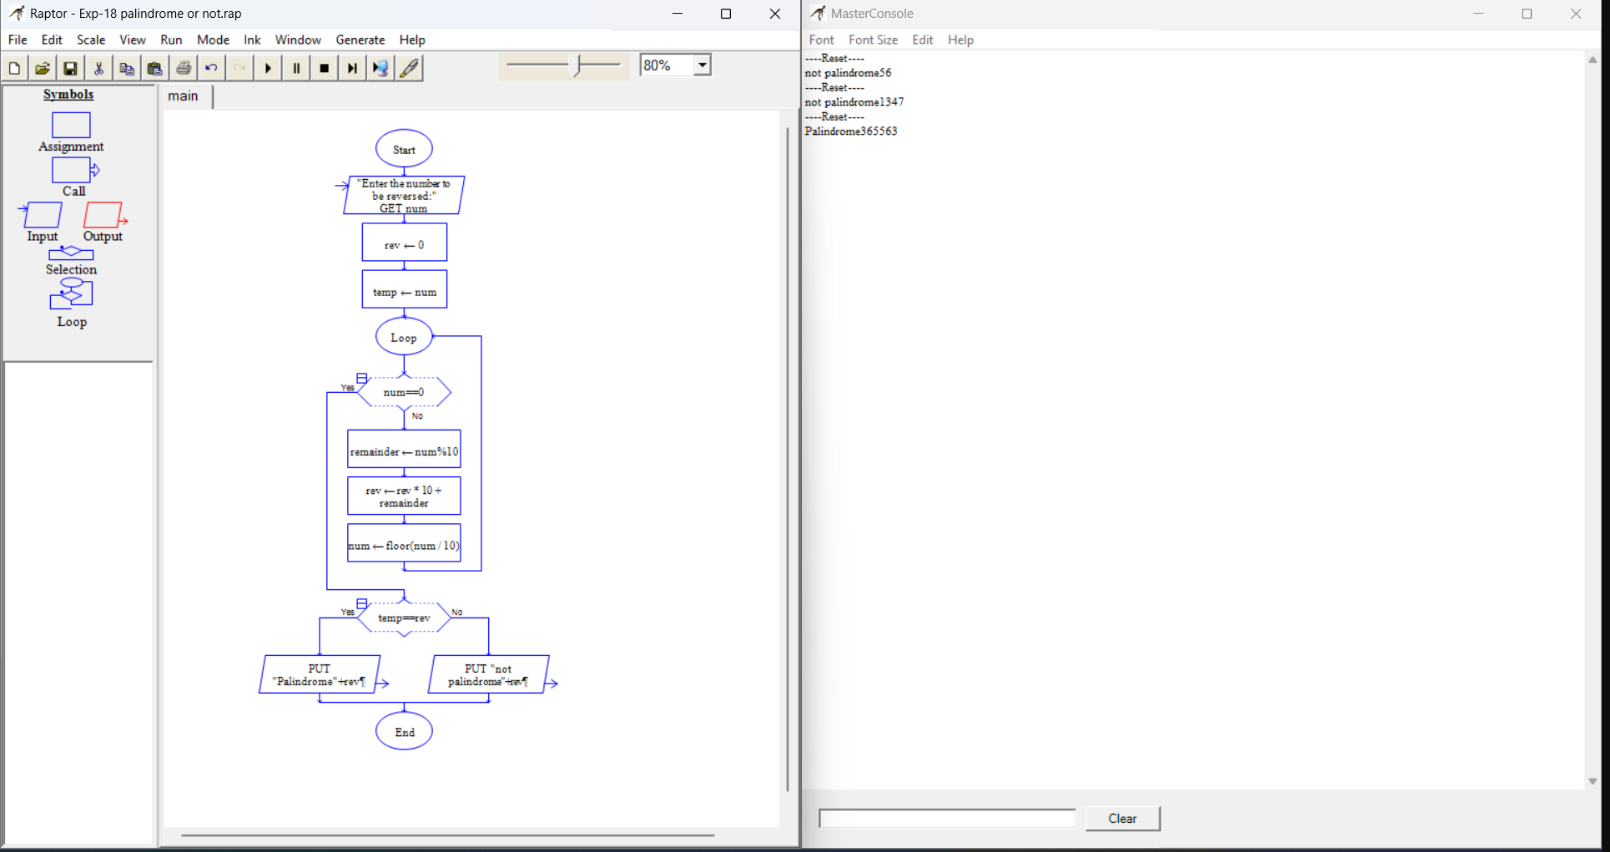 Raptor - Exp-18 palindrome or not.rap
File Edit Scale View Run Mode Ink Window Generate Help
80%
Symbols
Assignment
Call
Input Output
Selection
Loop
main
Start
"Enter the number to
be reversed:"
GET num
rev ← 0
temp ← num
Loop
Yes
num==0
No
remainder ← num%10
rev ← rev * 10 +
remainder
num ← floor(num / 10)
Yes
temp==rev
No
PUT
"Palindrome"+rev¶
PUT "not
palindrome"+rev¶
End
MasterConsole
Font Font Size Edit Help
----Reset----
not palindrome56
----Reset----
not palindrome1347
----Reset----
Palindrome365563
Clear